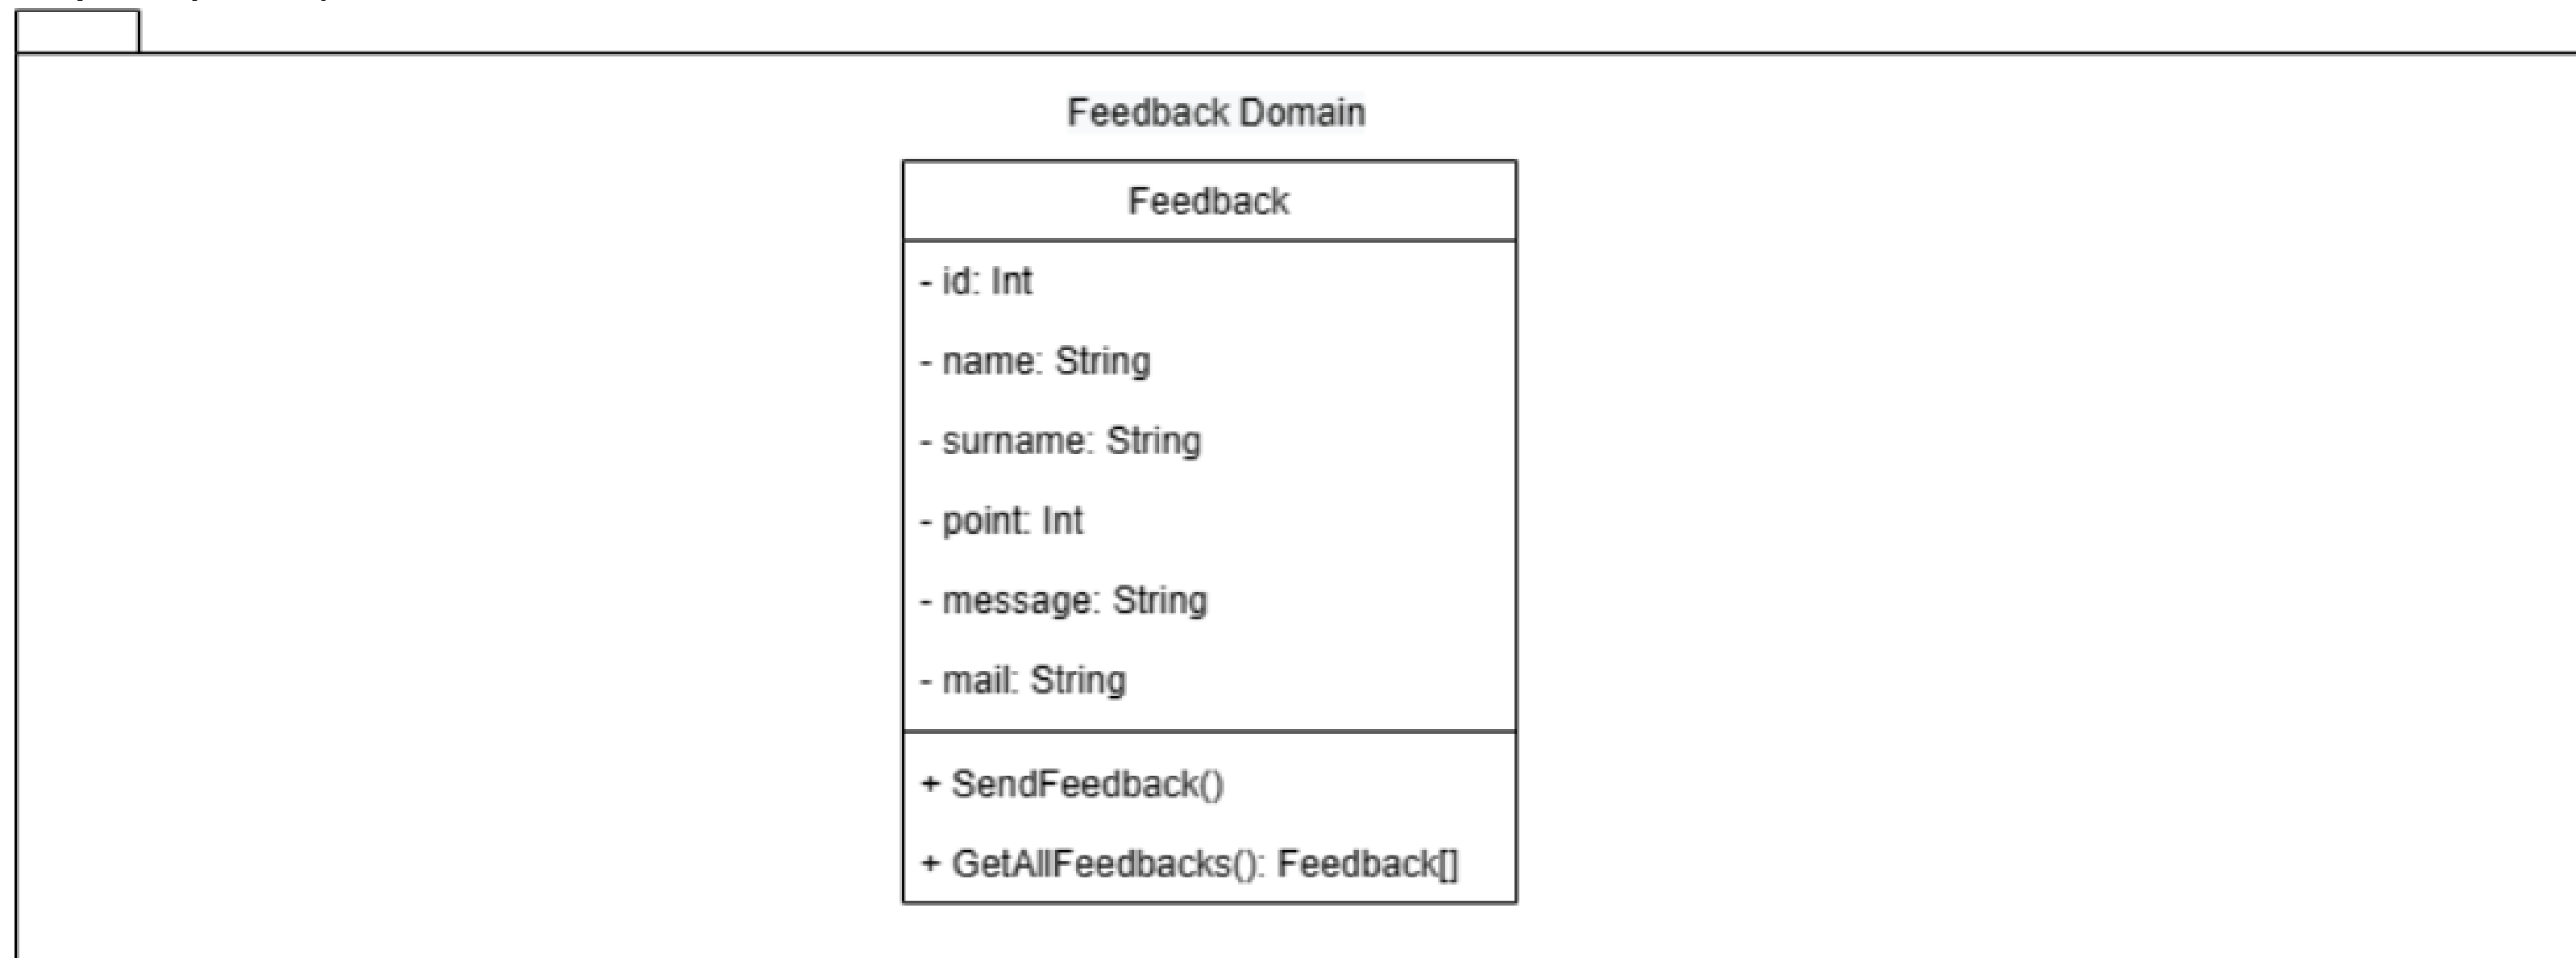 Feedback Domain
Feedback
- id: Int
- name: String
- surname: String
- point: Int
- message: String
- mail: String
+ SendFeedback()
+ GetAllFeedbacks(): Feedback[]